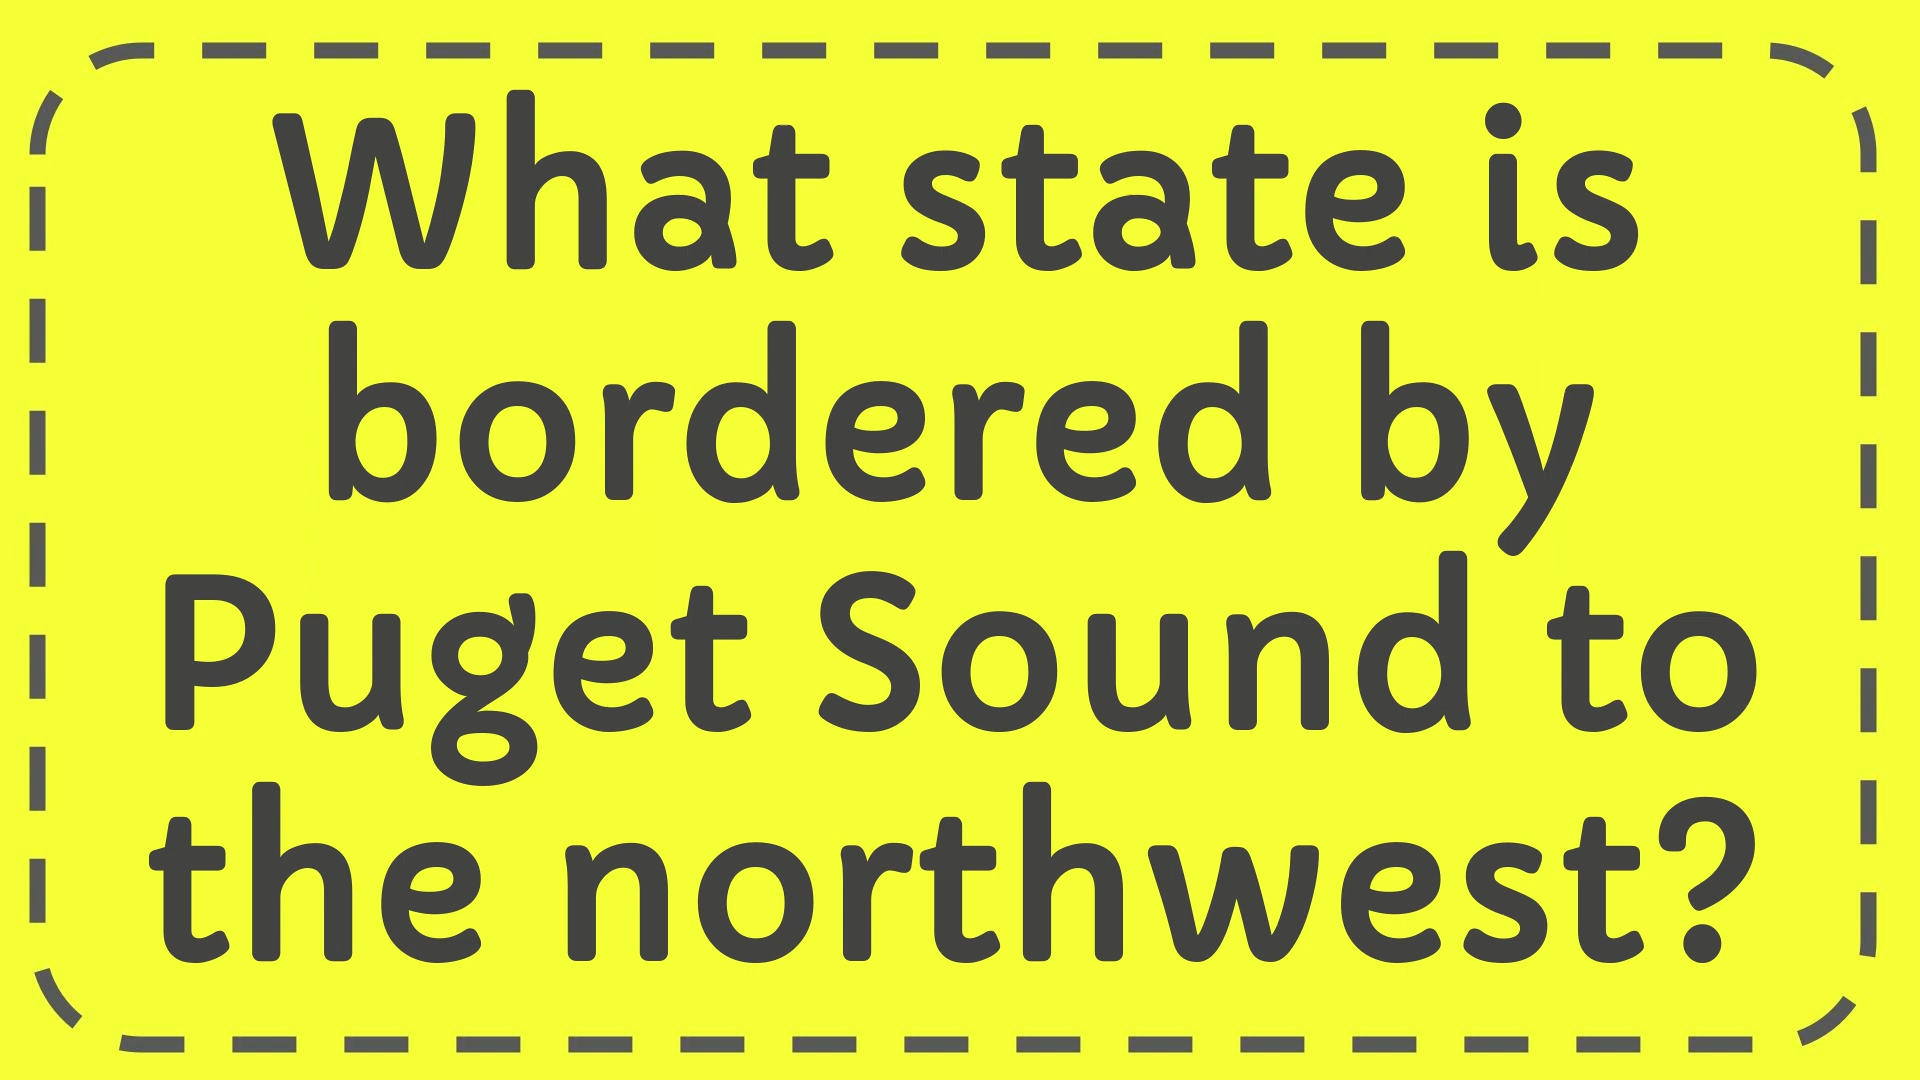 What state is
bordered by
Puget Sound to
the northwest?